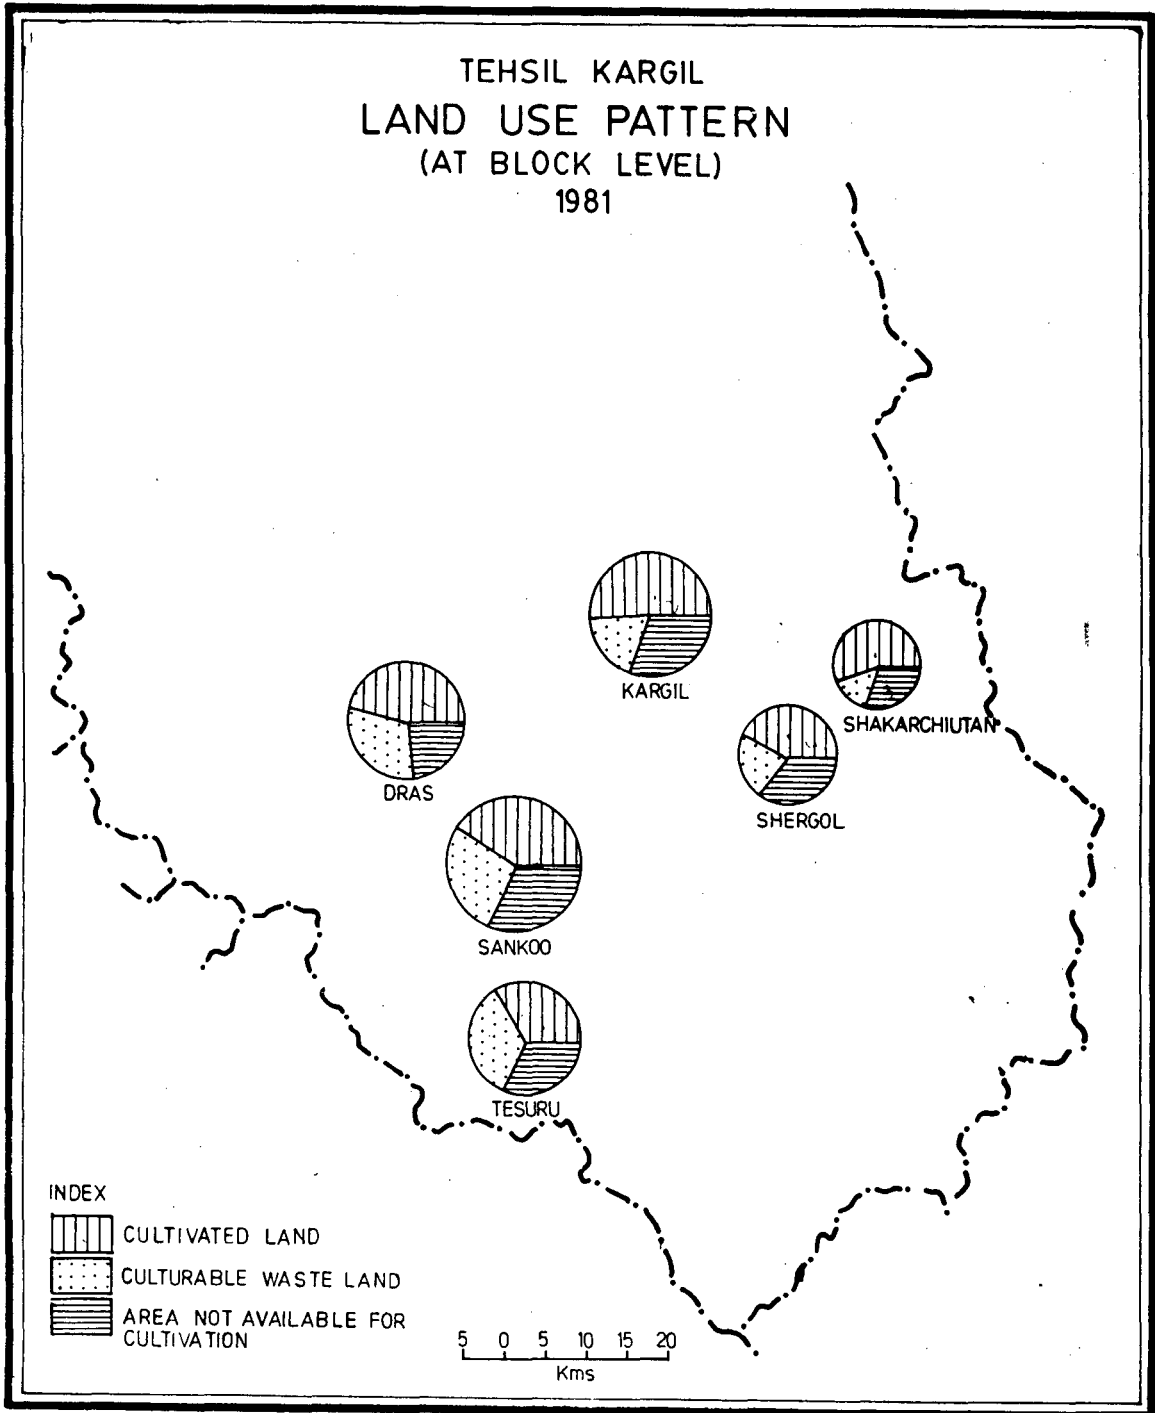 TEHSIL KARGIL
LAND USE PATTERN
(AT BLOCK LEVEL)
1981
KARGIL
SHAKARCHIUTAN
DRAS
SHERGOL
SANKOO
TESURU
INDEX
CULTIVATED LAND
CULTURABLE WASTE LAND
AREA NOT AVAILABLE FOR
CULTIVATION
5 0 5 10 15 20
Kms